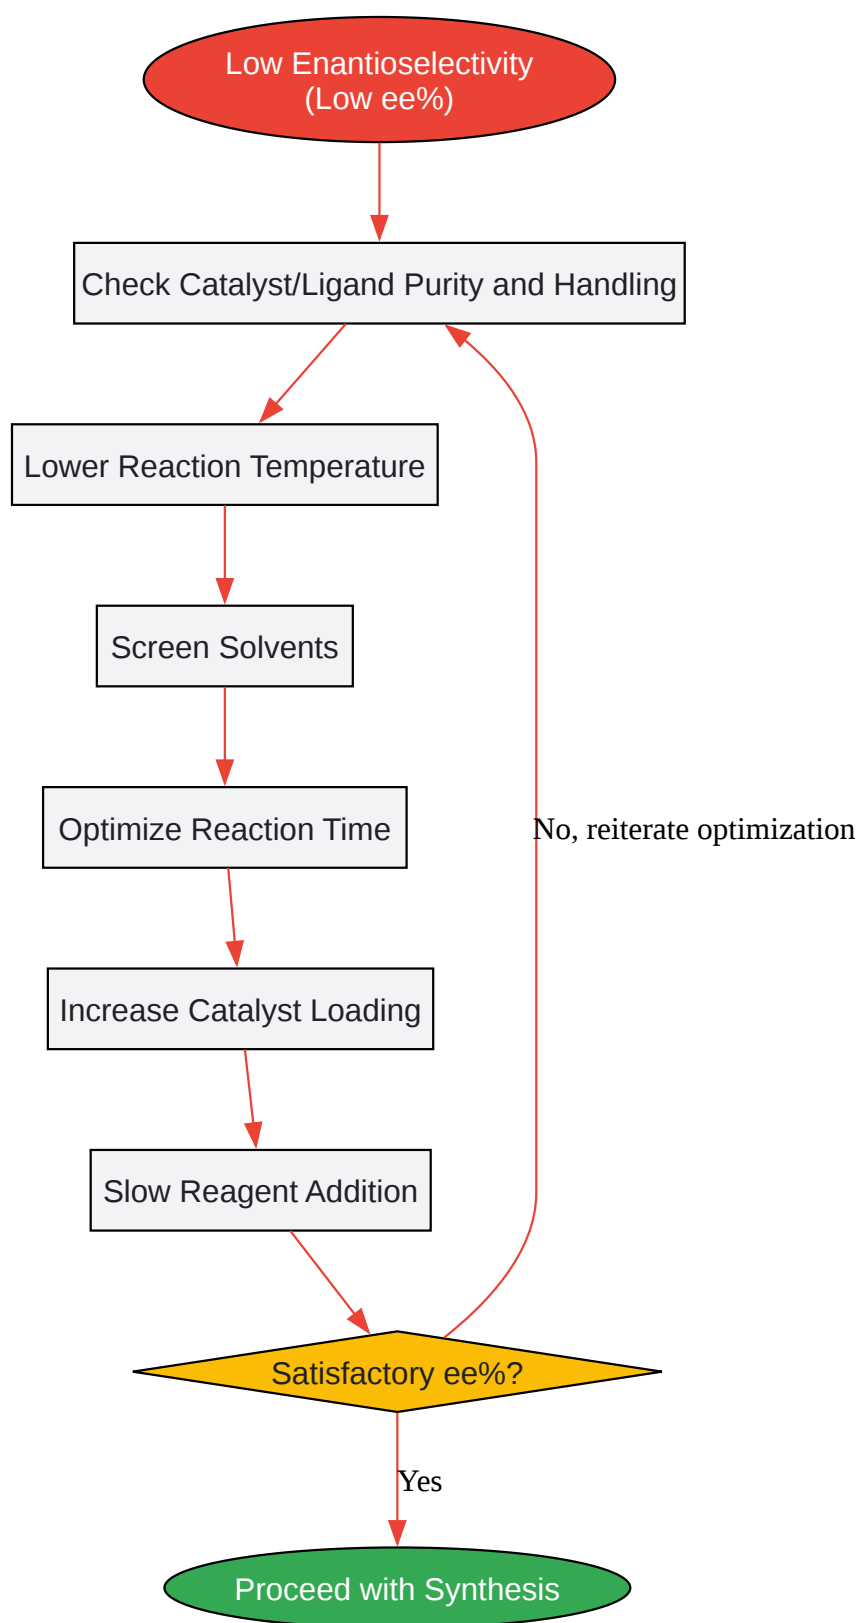 Low Enantioselectivity
(Low ee%)
Check Catalyst/Ligand Purity and Handling
Lower Reaction Temperature
Screen Solvents
Optimize Reaction Time
No, reiterate optimization
Increase Catalyst Loading
Slow Reagent Addition
Satisfactory ee%?
Yes
Proceed with Synthesis